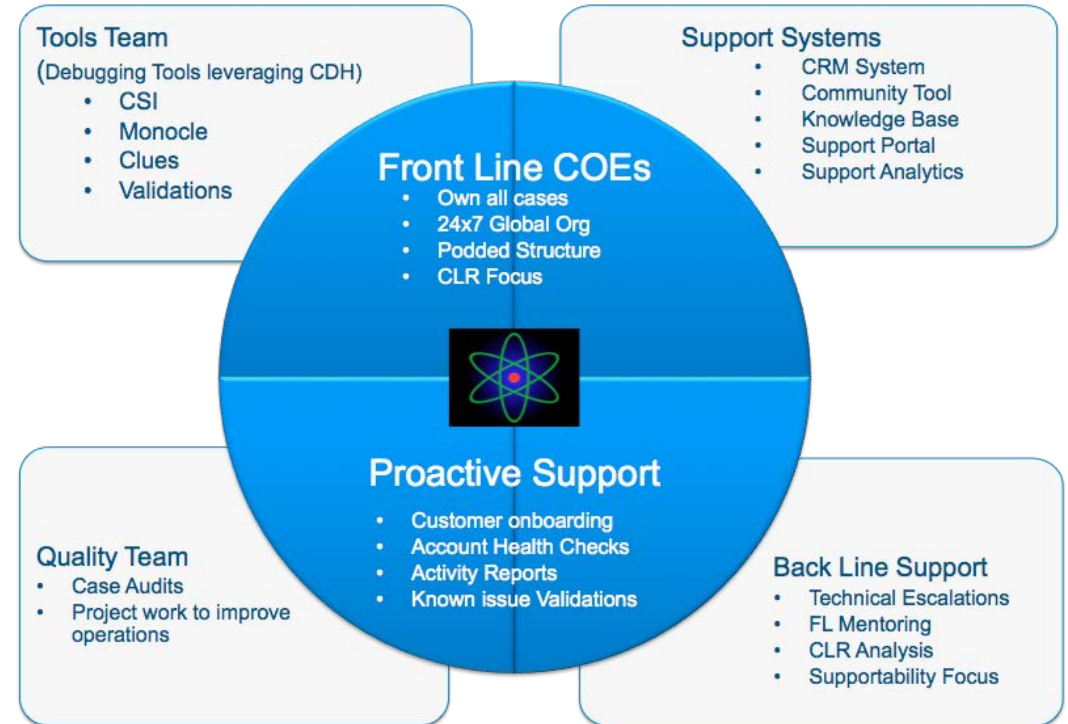 Tools Team
(Debugging Tools leveraging CDH)
• CSI
• Monocle
• Clues
• Validations
Support Systems
• CRM System
• Community Tool
• Knowledge Base
• Support Portal
• Support Analytics
Front Line COEs
• Own all cases
• 24x7 Global Org
• Podded Structure
• CLR Focus
Proactive Support
• Customer onboarding
• Account Health Checks
• Activity Reports
• Known issue Validations
Quality Team
• Case Audits
• Project work to improve
operations
Back Line Support
• Technical Escalations
• FL Mentoring
• CLR Analysis
• Supportability Focus